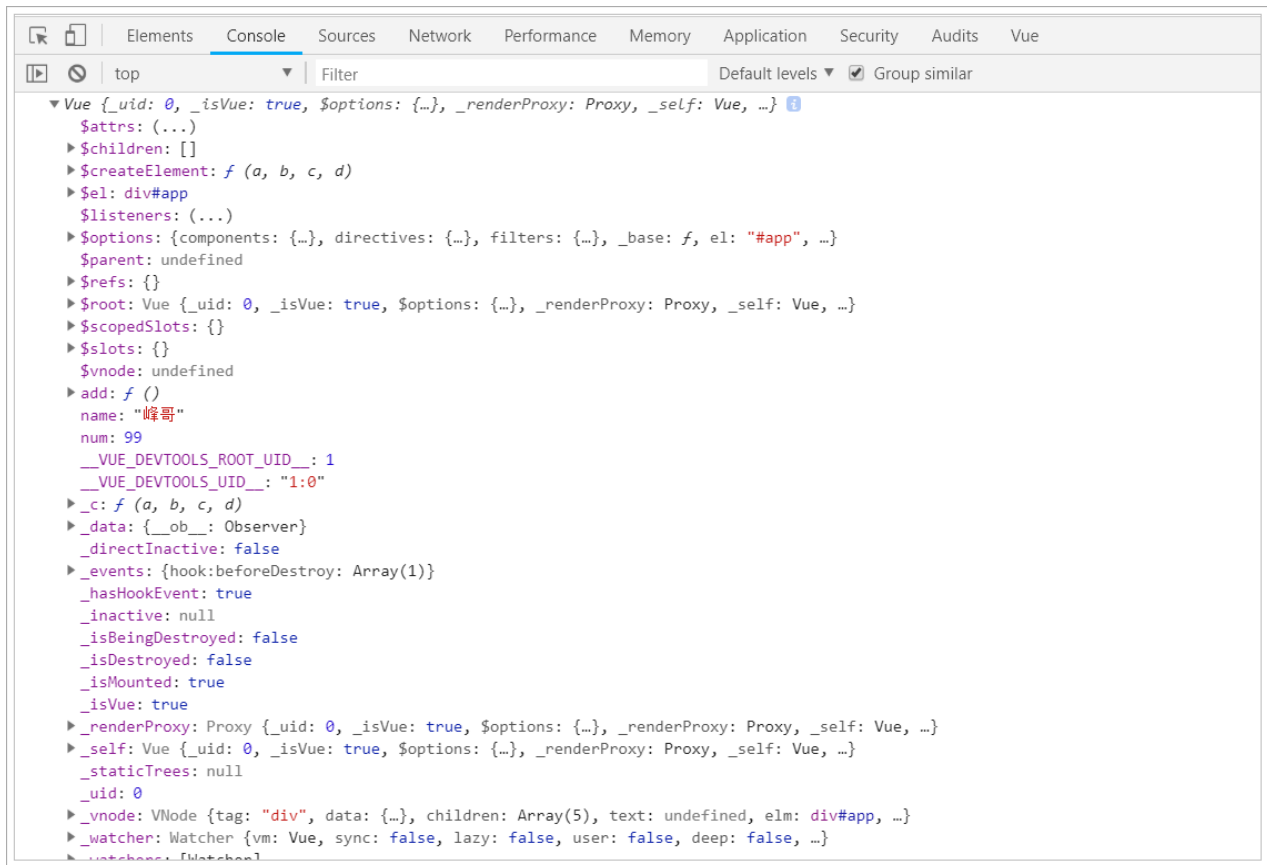 Elements Console Sources Network Performance Memory Application Security Audits Vue
top ▼ Filter Default levels ▼ Group similar
▼Vue {_uid: 0, _isVue: true, $options: {…}, _renderProxy: Proxy, _self: Vue, …} i
$attrs: (...)
▶$children: []
▶$createElement: ƒ (a, b, c, d)
▶$el: div#app
$listeners: (...)
▶$options: {components: {…}, directives: {…}, filters: {…}, _base: ƒ, el: "#app", …}
$parent: undefined
▶$refs: {}
▶$root: Vue {_uid: 0, _isVue: true, $options: {…}, _renderProxy: Proxy, _self: Vue, …}
▶$scopedSlots: {}
▶$slots: {}
$vnode: undefined
▶add: ƒ ()
name: "峰哥"
num: 99
__VUE_DEVTOOLS_ROOT_UID__: 1
__VUE_DEVTOOLS_UID__: "1:0"
▶_c: ƒ (a, b, c, d)
▶_data: {__ob__: Observer}
_directInactive: false
▶_events: {hook:beforeDestroy: Array(1)}
_hasHookEvent: true
_inactive: null
_isBeingDestroyed: false
_isDestroyed: false
_isMounted: true
_isVue: true
▶_renderProxy: Proxy {_uid: 0, _isVue: true, $options: {…}, _renderProxy: Proxy, _self: Vue, …}
▶_self: Vue {_uid: 0, _isVue: true, $options: {…}, _renderProxy: Proxy, _self: Vue, …}
_staticTrees: null
_uid: 0
▶_vnode: VNode {tag: "div", data: {…}, children: Array(5), text: undefined, elm: div#app, …}
▶_watcher: Watcher {vm: Vue, sync: false, lazy: false, user: false, deep: false, …}
▶_watchers: [Watcher]